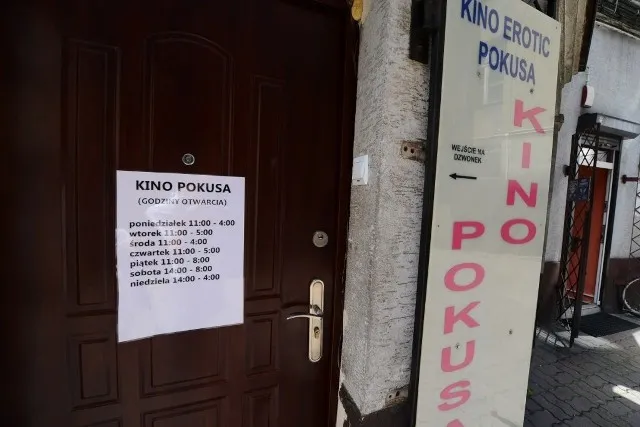 KINO POKUSA
(GODZINY OTWARCIA)
poniedziałek 11:00 - 4:00
wtorek 11:00 - 5:00
środa 11:00 - 4:00
czwartek 11:00 - 5:00
piątek 11:00 - 8:00
sobota 14:00 - 8:00
niedziela 14:00 - 4:00
KINO EROTIC
POKUSA
WEJŚCIE NA
DZWONEK
KINO
POKUSA